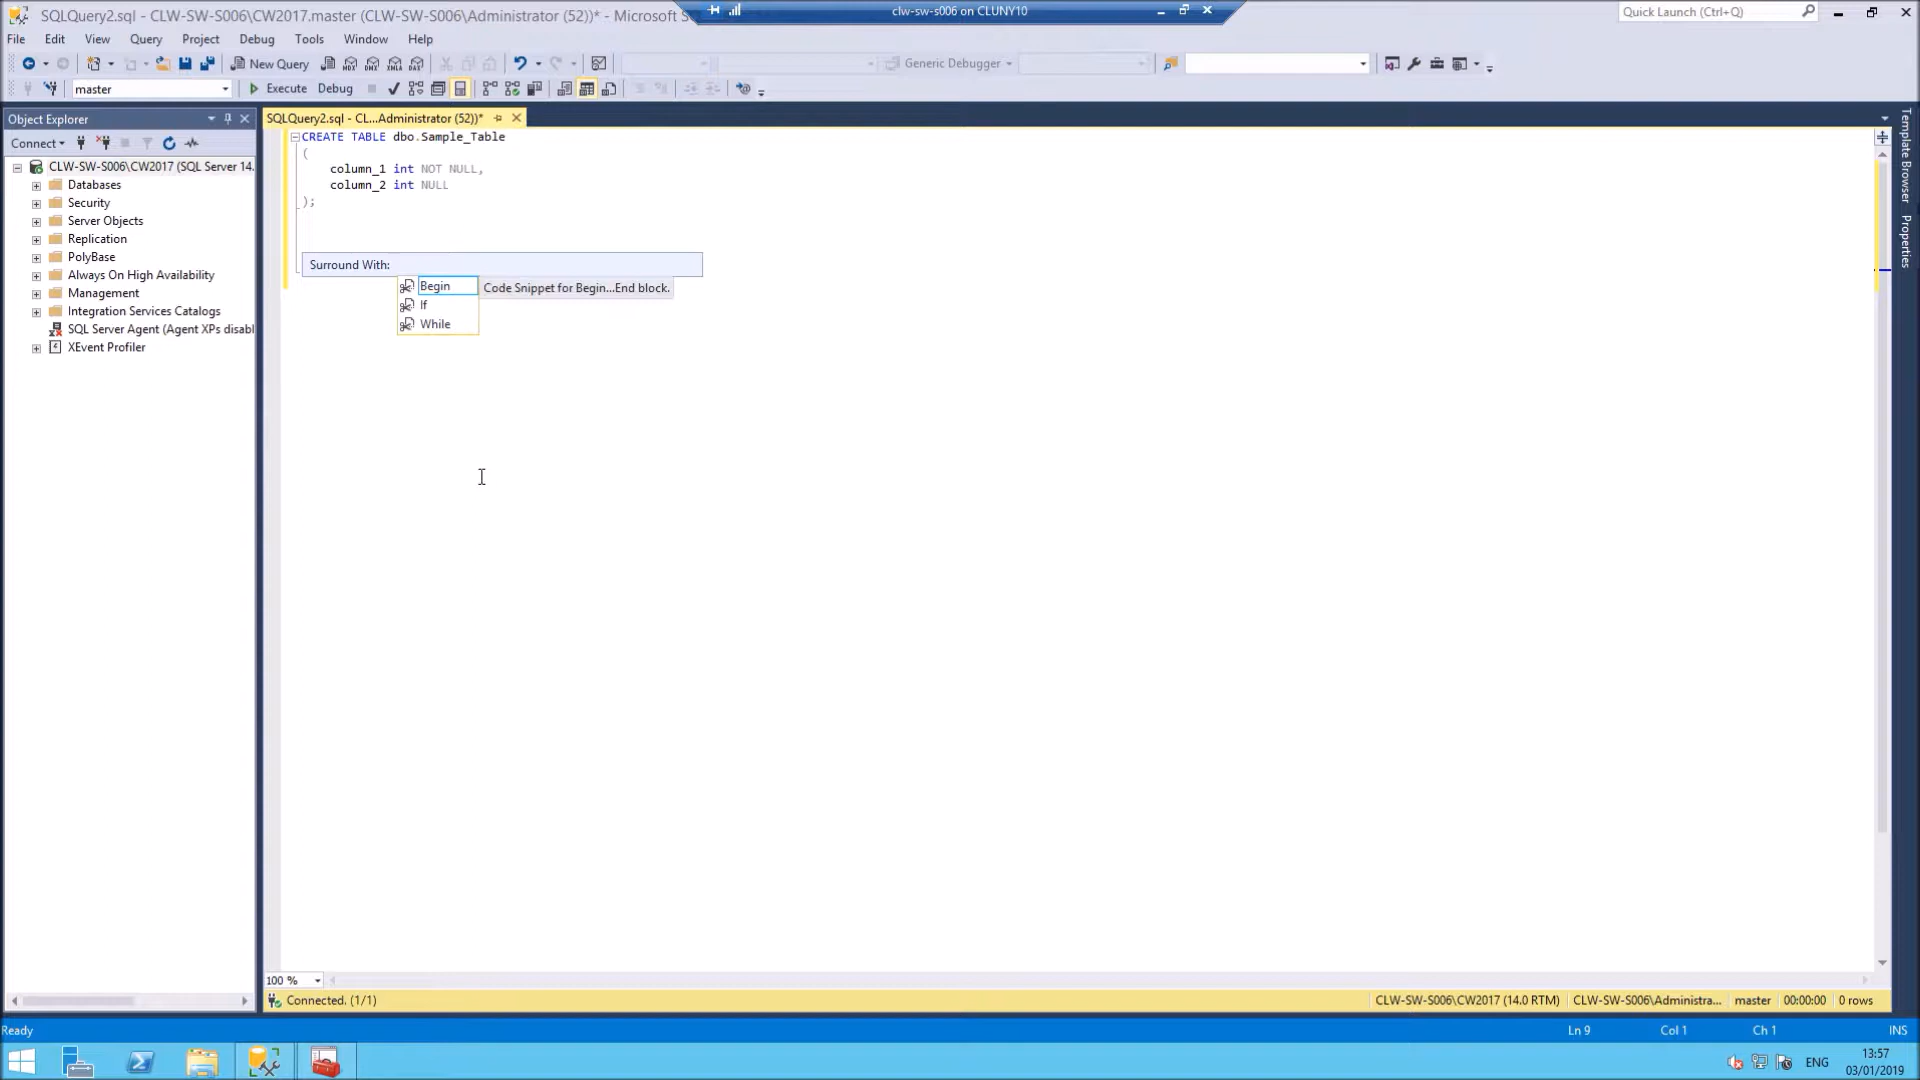 SQLQuery2.sql - CLW-SW-S006\CW2017.master (CLW-SW-S006\Administrator (52))* - Microsoft S
clw-sw-s006 on CLUNY10
Quick Launch (Ctrl+Q)
File Edit View Query Project Debug Tools Window Help
New Query
Generic Debugger
master
Execute Debug
Object Explorer
SQLQuery2.sql - CL...Administrator (52))*
Connect
CLW-SW-S006\CW2017 (SQL Server 14.
Databases
Security
Server Objects
Replication
PolyBase
Always On High Availability
Management
Integration Services Catalogs
SQL Server Agent (Agent XPs disabl
XEvent Profiler
CREATE TABLE dbo.Sample_Table
(
column_1 int NOT NULL,
column_2 int NULL
);
Surround With:
Begin
Code Snippet for Begin...End block.
If
While
Template Browser
Properties
100 %
Connected. (1/1)
CLW-SW-S006\CW2017 (14.0 RTM) CLW-SW-S006\Administra... master 00:00:00 0 rows
Ready
Ln 9 Col 1 Ch 1 INS
ENG
13:57
03/01/2019